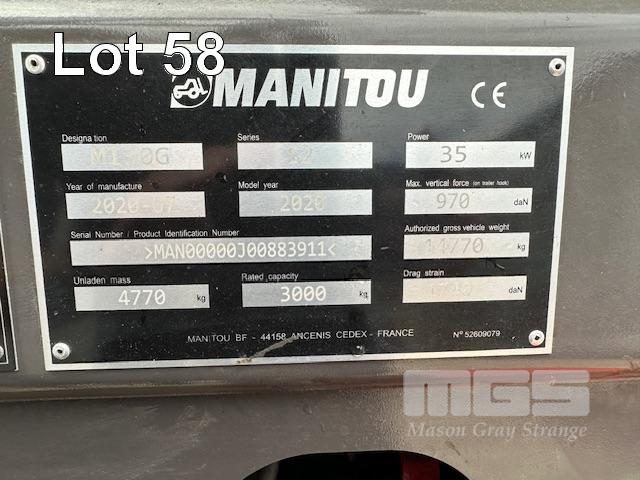 Lot 58
MANITOU CE
Designation Series Power
35 kW
Year of manufacture Model year Max. vertical force (on trailer hook)
2020-07 2020 970 daN
Serial Number / Product Identification Number Authorized gross vehicle weight
>MAN00000J00883911< kg
Unladen mass Rated capacity Drag strain
4770 kg 3000 kg daN
MANITOU BF - 44158 ANCENIS CEDEX - FRANCE N° 52609079
MGS
Mason Gray Strange